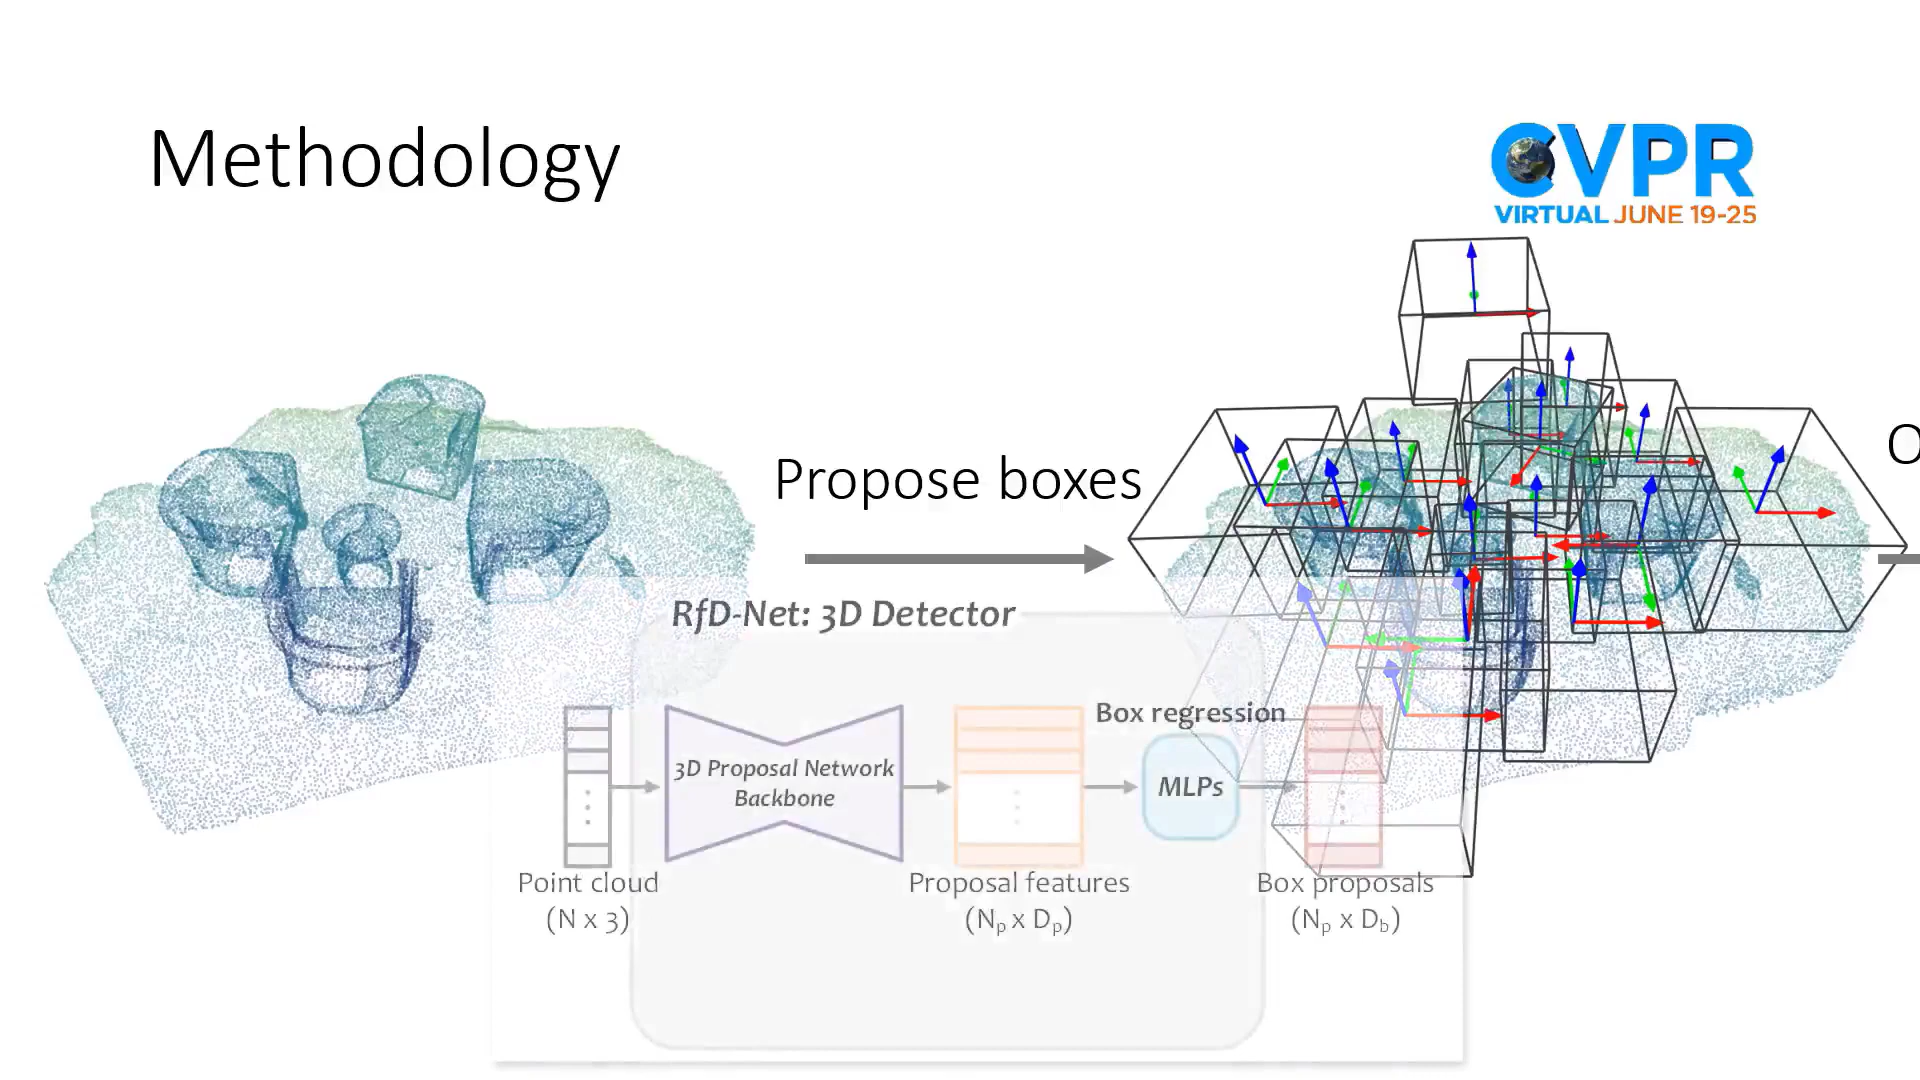 Methodology
CVPR
VIRTUAL JUNE 19-25
Propose boxes
O
RfD-Net: 3D Detector
Box regression
3D Proposal Network
Backbone
MLPs
Point cloud
(N x 3)
Proposal features
(Nₚ x Dₚ)
Box proposals
(Nₚ x D_b)